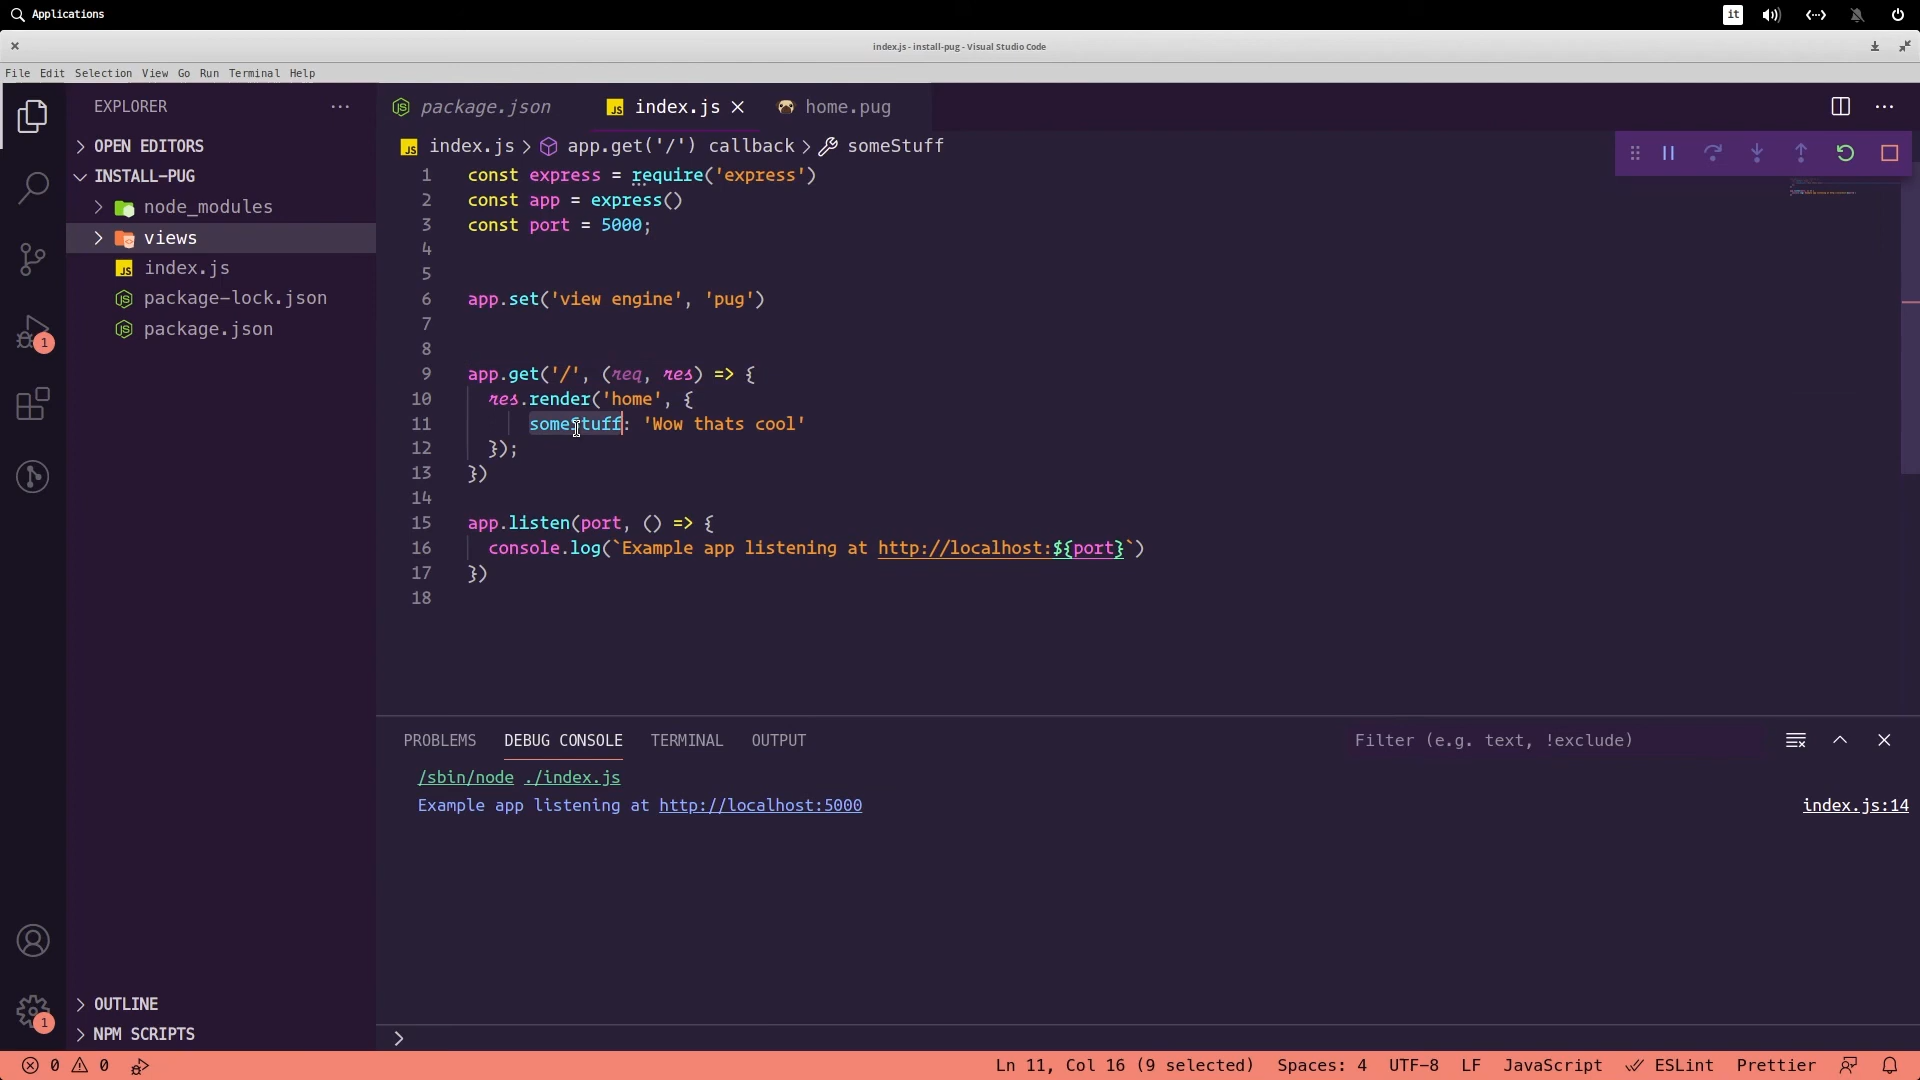 Applications
it
index.js - install-pug - Visual Studio Code
File Edit Selection View Go Run Terminal Help
EXPLORER
OPEN EDITORS
INSTALL-PUG
node_modules
views
index.js
package-lock.json
package.json
OUTLINE
NPM SCRIPTS
1
1
package.json
index.js
home.pug
index.js > app.get('/') callback > someStuff
1 const express = require('express')
2 const app = express()
3 const port = 5000;
4
5
6 app.set('view engine', 'pug')
7
8
9 app.get('/', (req, res) => {
10 res.render('home', {
11 someStuff: 'Wow thats cool'
12 });
13 })
14
15 app.listen(port, () => {
16 console.log(`Example app listening at http://localhost:${port}`)
17 })
18
PROBLEMS DEBUG CONSOLE TERMINAL OUTPUT
Filter (e.g. text, !exclude)
/sbin/node ./index.js
Example app listening at http://localhost:5000
index.js:14
0 0
Ln 11, Col 16 (9 selected) Spaces: 4 UTF-8 LF JavaScript ESLint Prettier